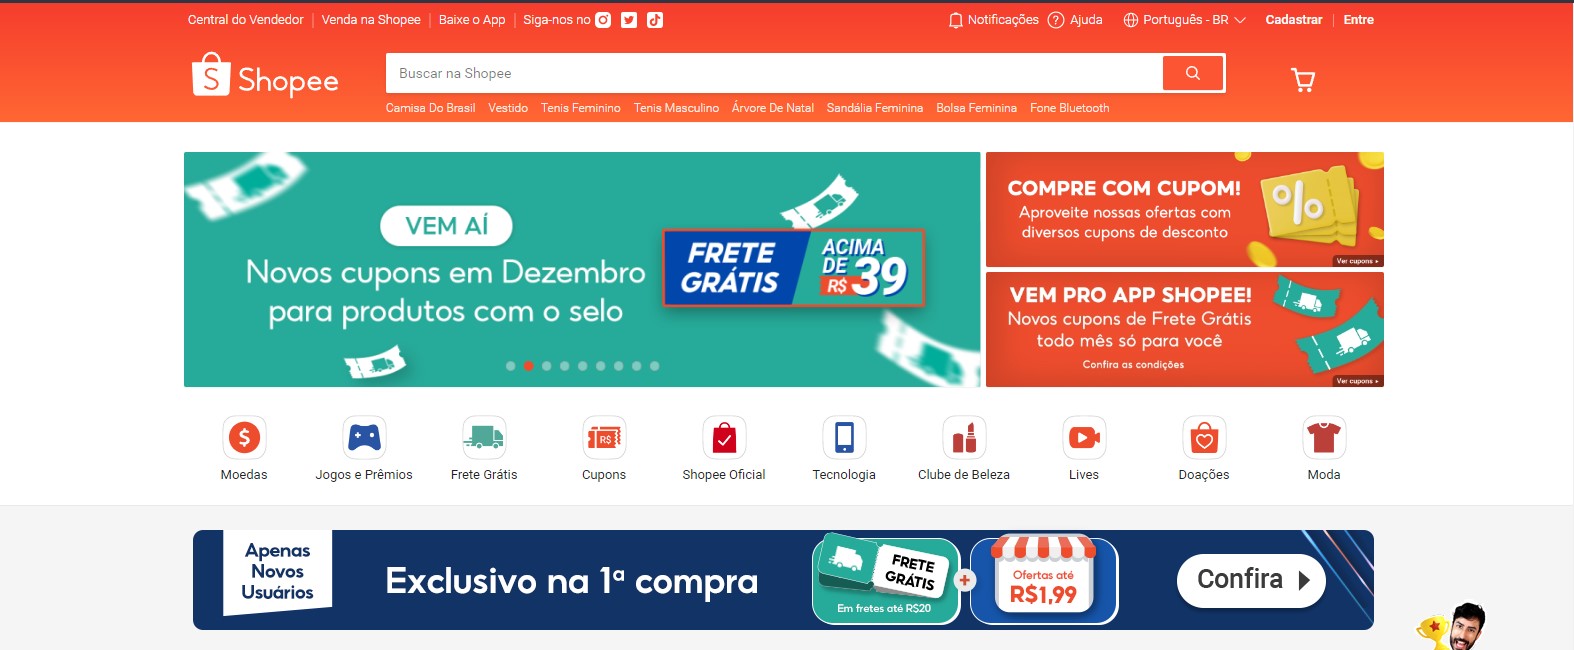 Central do Vendedor | Venda na Shopee | Baixe o App | Siga-nos no
Notificações ? Ajuda Português - BR Cadastrar | Entre
S Shopee
Buscar na Shopee
Camisa Do Brasil Vestido Tenis Feminino Tenis Masculino Árvore De Natal Sandália Feminina Bolsa Feminina Fone Bluetooth
VEM AÍ
Novos cupons em Dezembro
para produtos com o selo
FRETE
GRÁTIS
ACIMA
DE
R$ 39
COMPRE COM CUPOM!
Aproveite nossas ofertas com
diversos cupons de desconto
%
Ver cupons
VEM PRO APP SHOPEE!
Novos cupons de Frete Grátis
todo mês só para você
Confira as condições
Ver cupons
$
R$
Moedas
Jogos e Prêmios
Frete Grátis
Cupons
Shopee Oficial
Tecnologia
Clube de Beleza
Lives
Doações
Moda
Apenas
Novos
Usuários
Exclusivo na 1ª compra
FRETE
GRÁTIS
Em fretes até R$20
+
Ofertas até
R$1,99
Confira